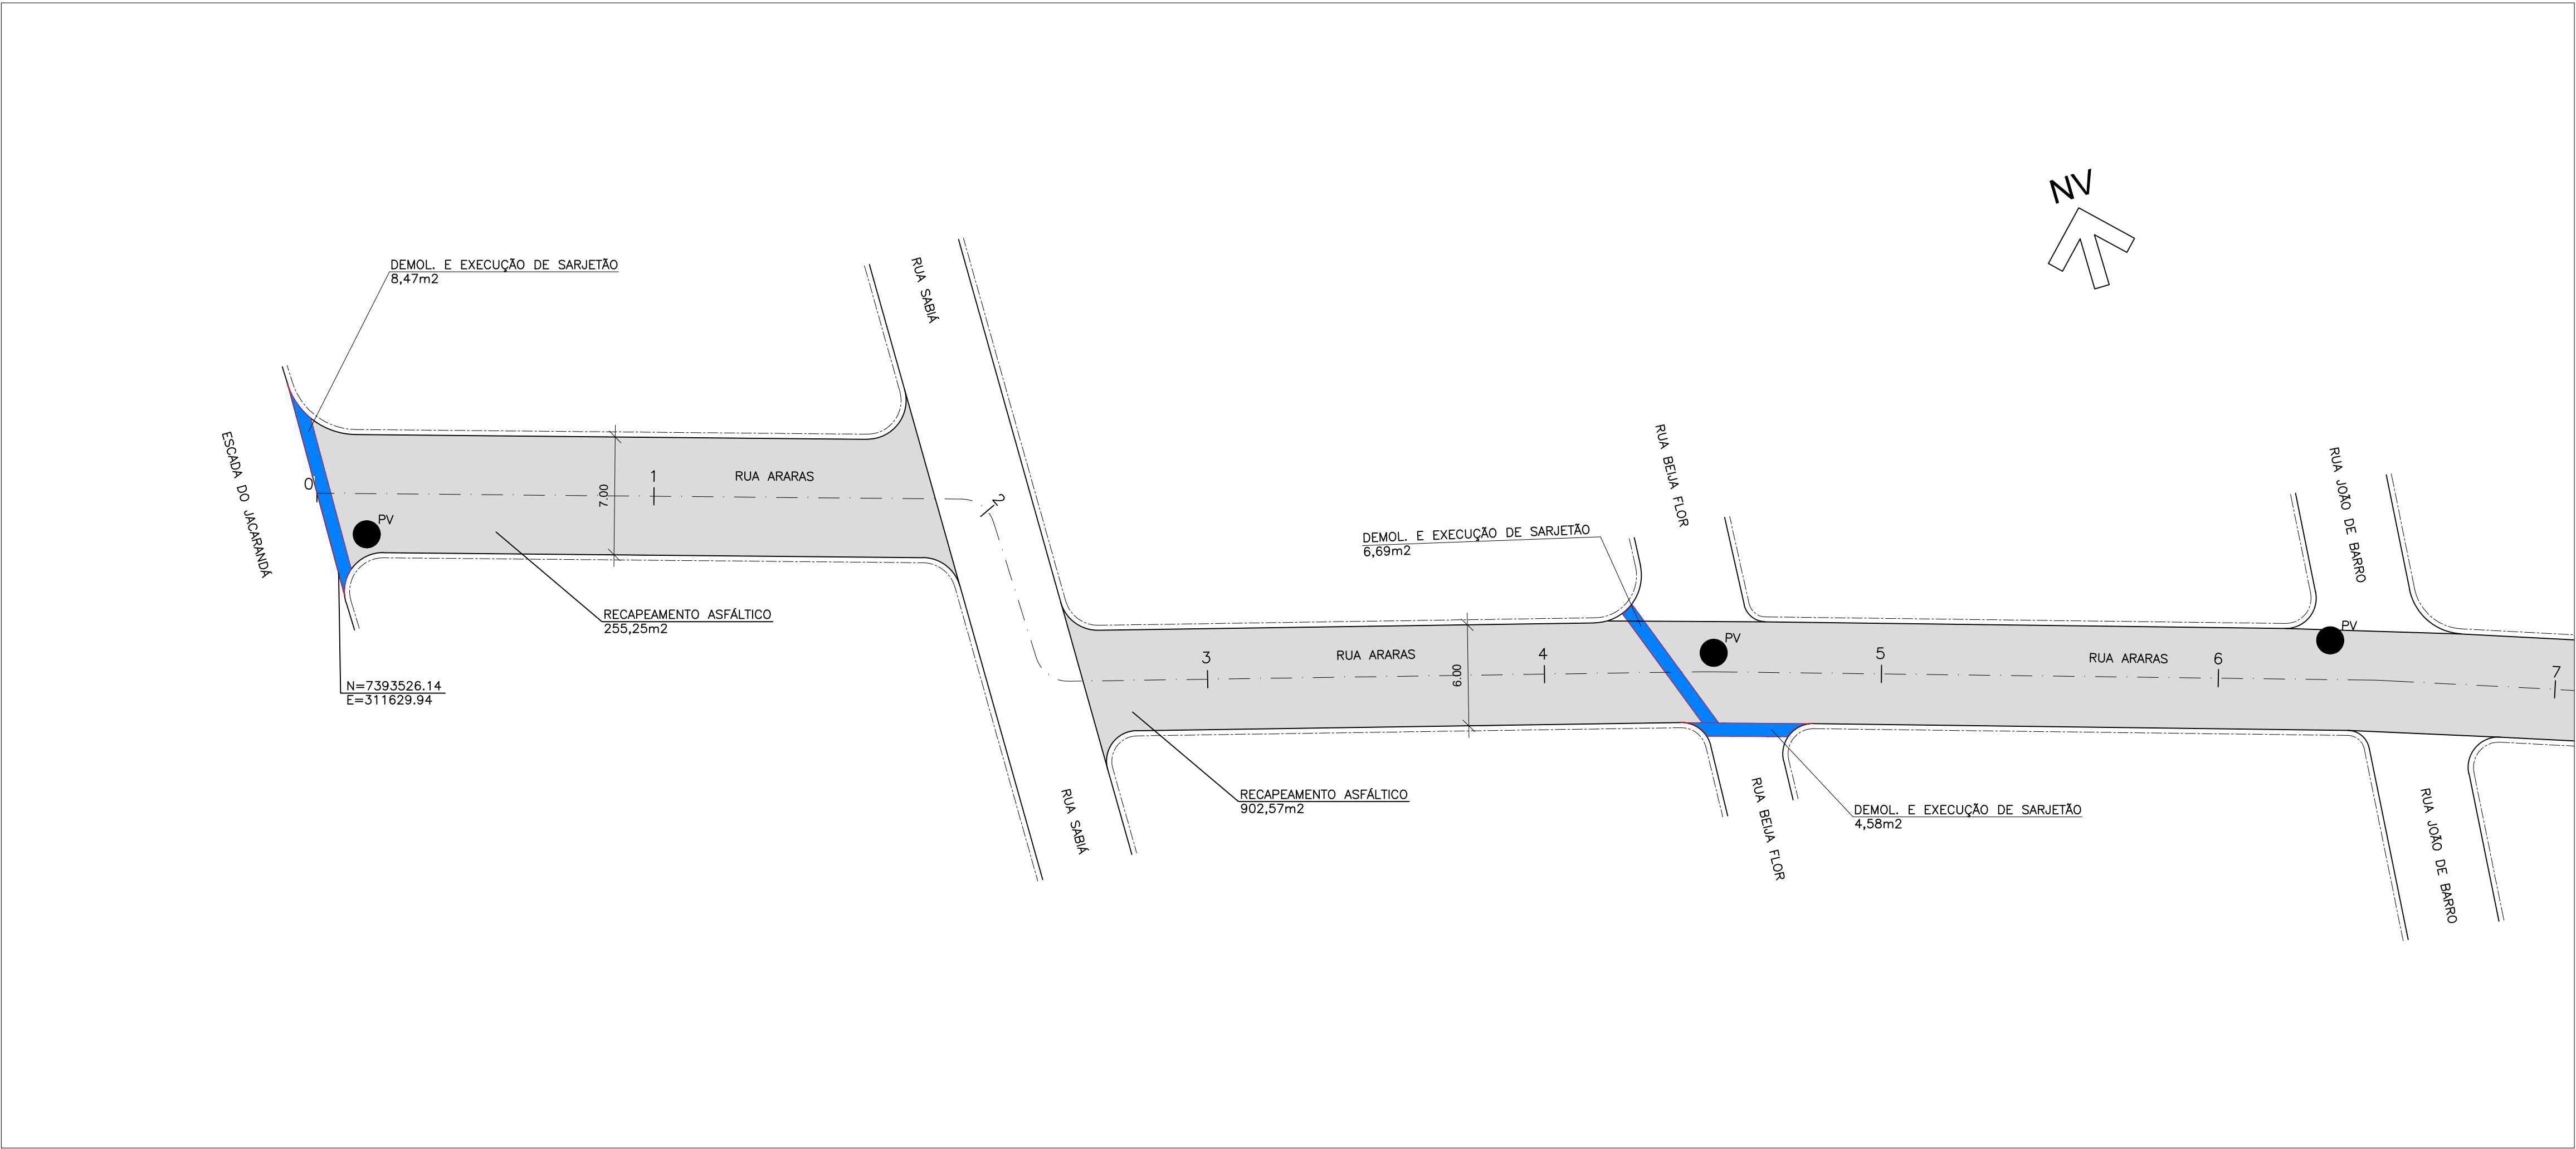 NV
DEMOL. E EXECUÇÃO DE SARJETÃO
8,47m2
RUA SABIÁ
ESCADA DO JACARANDÁ
0
PV
7.00
1
RUA ARARAS
2
RECAPEAMENTO ASFÁLTICO
255,25m2
N=7393526.14
E=311629.94
RUA SABIÁ
3
RUA ARARAS
6.00
4
DEMOL. E EXECUÇÃO DE SARJETÃO
6,69m2
RUA BEIJA FLOR
PV
RECAPEAMENTO ASFÁLTICO
902,57m2
RUA BEIJA FLOR
DEMOL. E EXECUÇÃO DE SARJETÃO
4,58m2
5
RUA ARARAS
6
RUA JOÃO DE BARRO
PV
7
RUA JOÃO DE BARRO